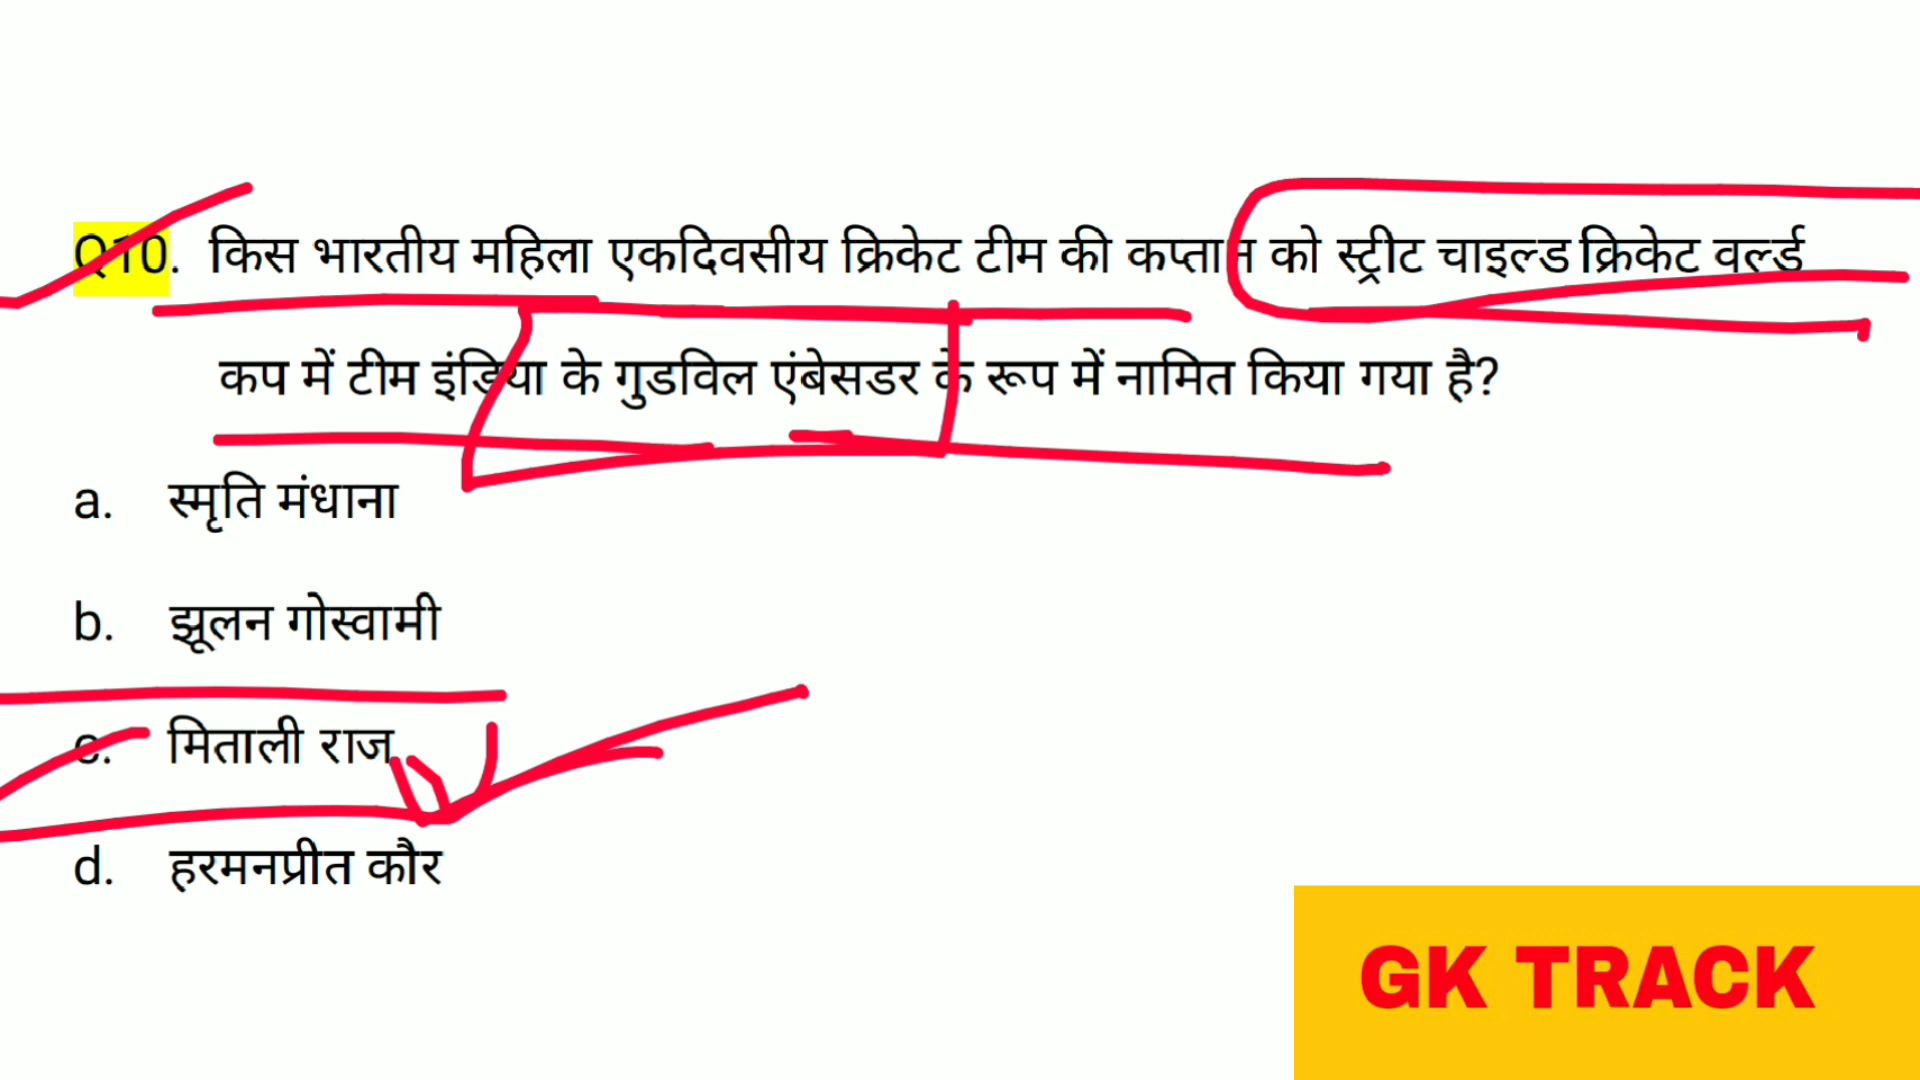 Q10. किस भारतीय महिला एकदिवसीय क्रिकेट टीम की कप्तान को स्ट्रीट चाइल्ड क्रिकेट वर्ल्ड
कप में टीम इंडिया के गुडविल एंबेसडर के रूप में नामित किया गया है?
a. स्मृति मंधाना
b. झूलन गोस्वामी
c. मिताली राज
d. हरमनप्रीत कौर
GK TRACK